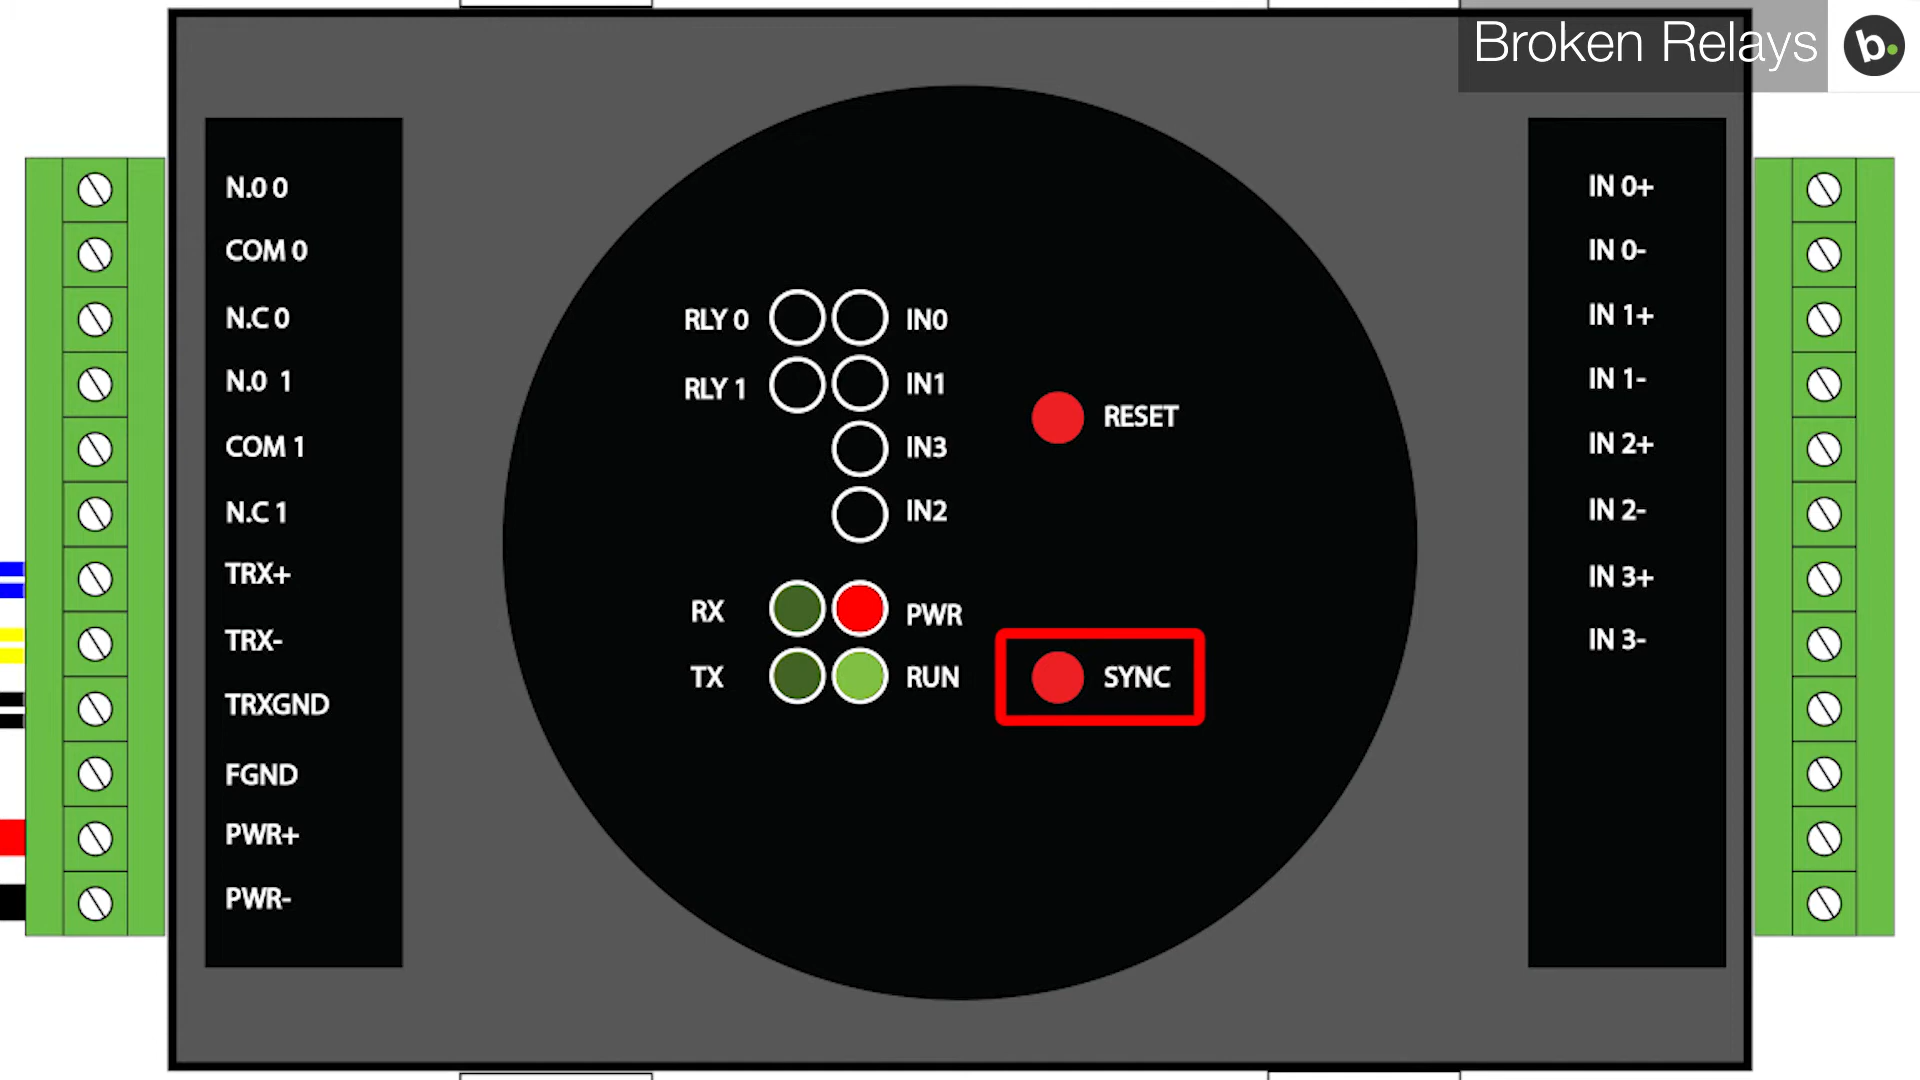 Broken Relays
b.
N.0 0
COM 0
N.C 0
N.0 1
COM 1
N.C 1
TRX+
TRX-
TRXGND
FGND
PWR+
PWR-
RLY 0 IN0
RLY 1 IN1
IN3
IN2
RESET
RX PWR
TX RUN
SYNC
IN 0+
IN 0-
IN 1+
IN 1-
IN 2+
IN 2-
IN 3+
IN 3-